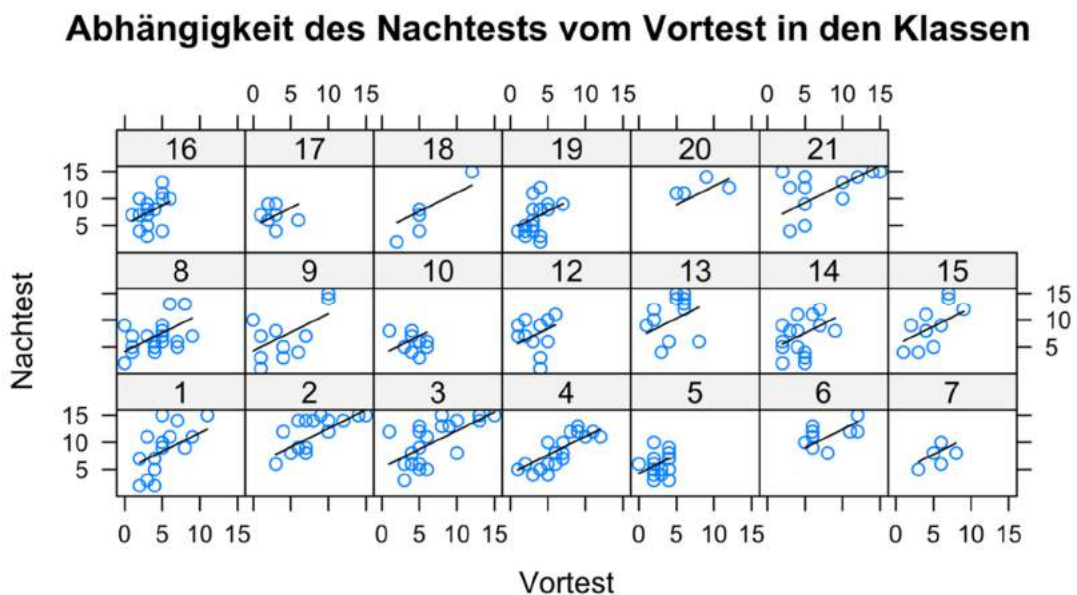 Abhängigkeit des Nachtests vom Vortest in den Klassen
0 5 10 15 0 5 10 15 0 5 10 15
16 17 18 19 20 21
15
10
5
8 9 10 12 13 14 15
15
10
5
1 2 3 4 5 6 7
15
10
5
0 5 10 15 0 5 10 15 0 5 10 15 0 5 10 15
Nachtest
Vortest